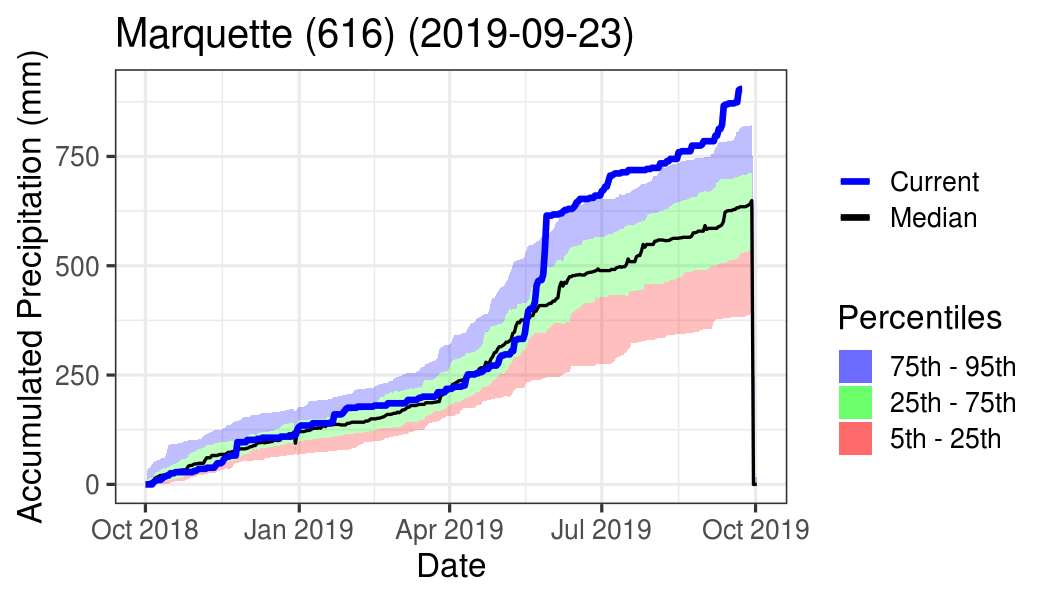 Marquette (616) (2019-09-23)
Accumulated Precipitation (mm)
750
500
250
0
Oct 2018 Jan 2019 Apr 2019 Jul 2019 Oct 2019
Date
Current
Median
Percentiles
75th - 95th
25th - 75th
5th - 25th